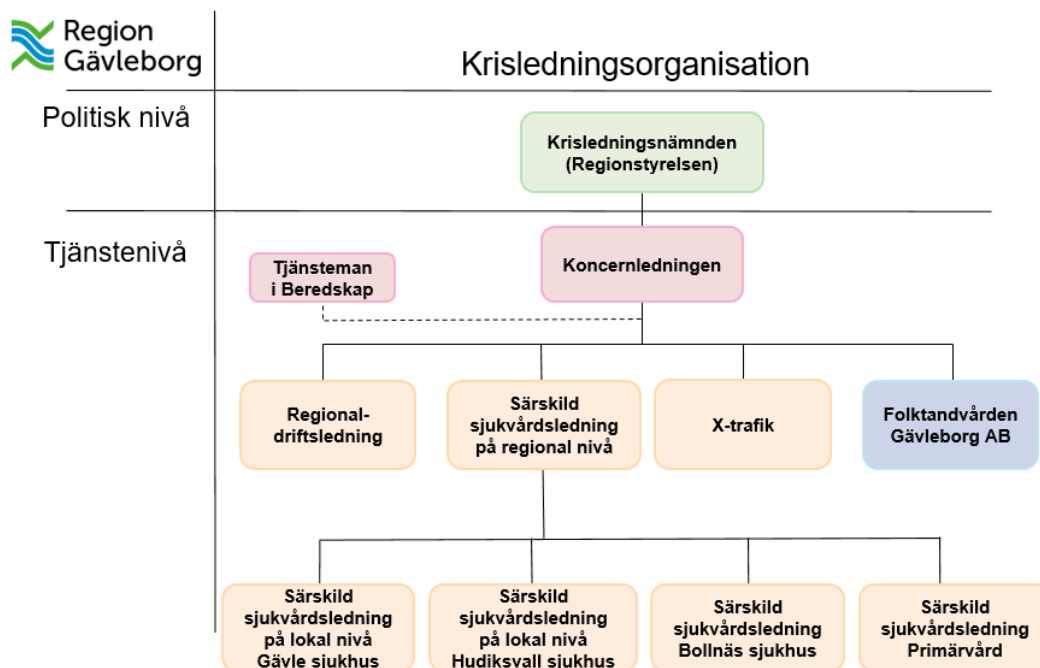 Region
Gävleborg
Krisledningsorganisation
Politisk nivå
Krisledningsnämnden
(Regionstyrelsen)
Tjänstenivå
Tjänsteman
i Beredskap
Koncernledningen
Regional-
driftsledning
Särskild
sjukvårdsledning
på regional nivå
X-trafik
Folktandvården
Gävleborg AB
Särskild
sjukvårdsledning
på lokal nivå
Gävle sjukhus
Särskild
sjukvårdsledning
på lokal nivå
Hudiksvall sjukhus
Särskild
sjukvårdsledning
Bollnäs sjukhus
Särskild
sjukvårdsledning
Primärvård